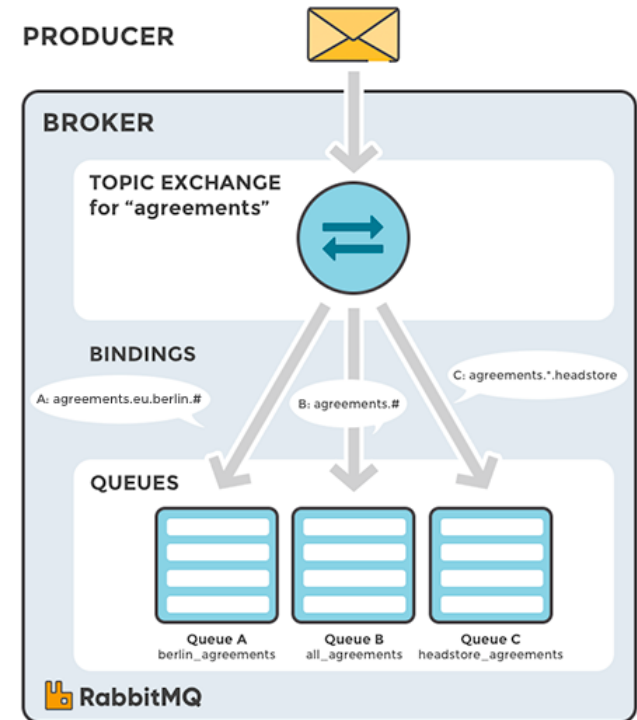 PRODUCER
BROKER
TOPIC EXCHANGE
for “agreements”
BINDINGS
A: agreements.eu.berlin.#
B: agreements.#
C: agreements.*.headstore
QUEUES
Queue A
berlin_agreements
Queue B
all_agreements
Queue C
headstore_agreements
RabbitMQ